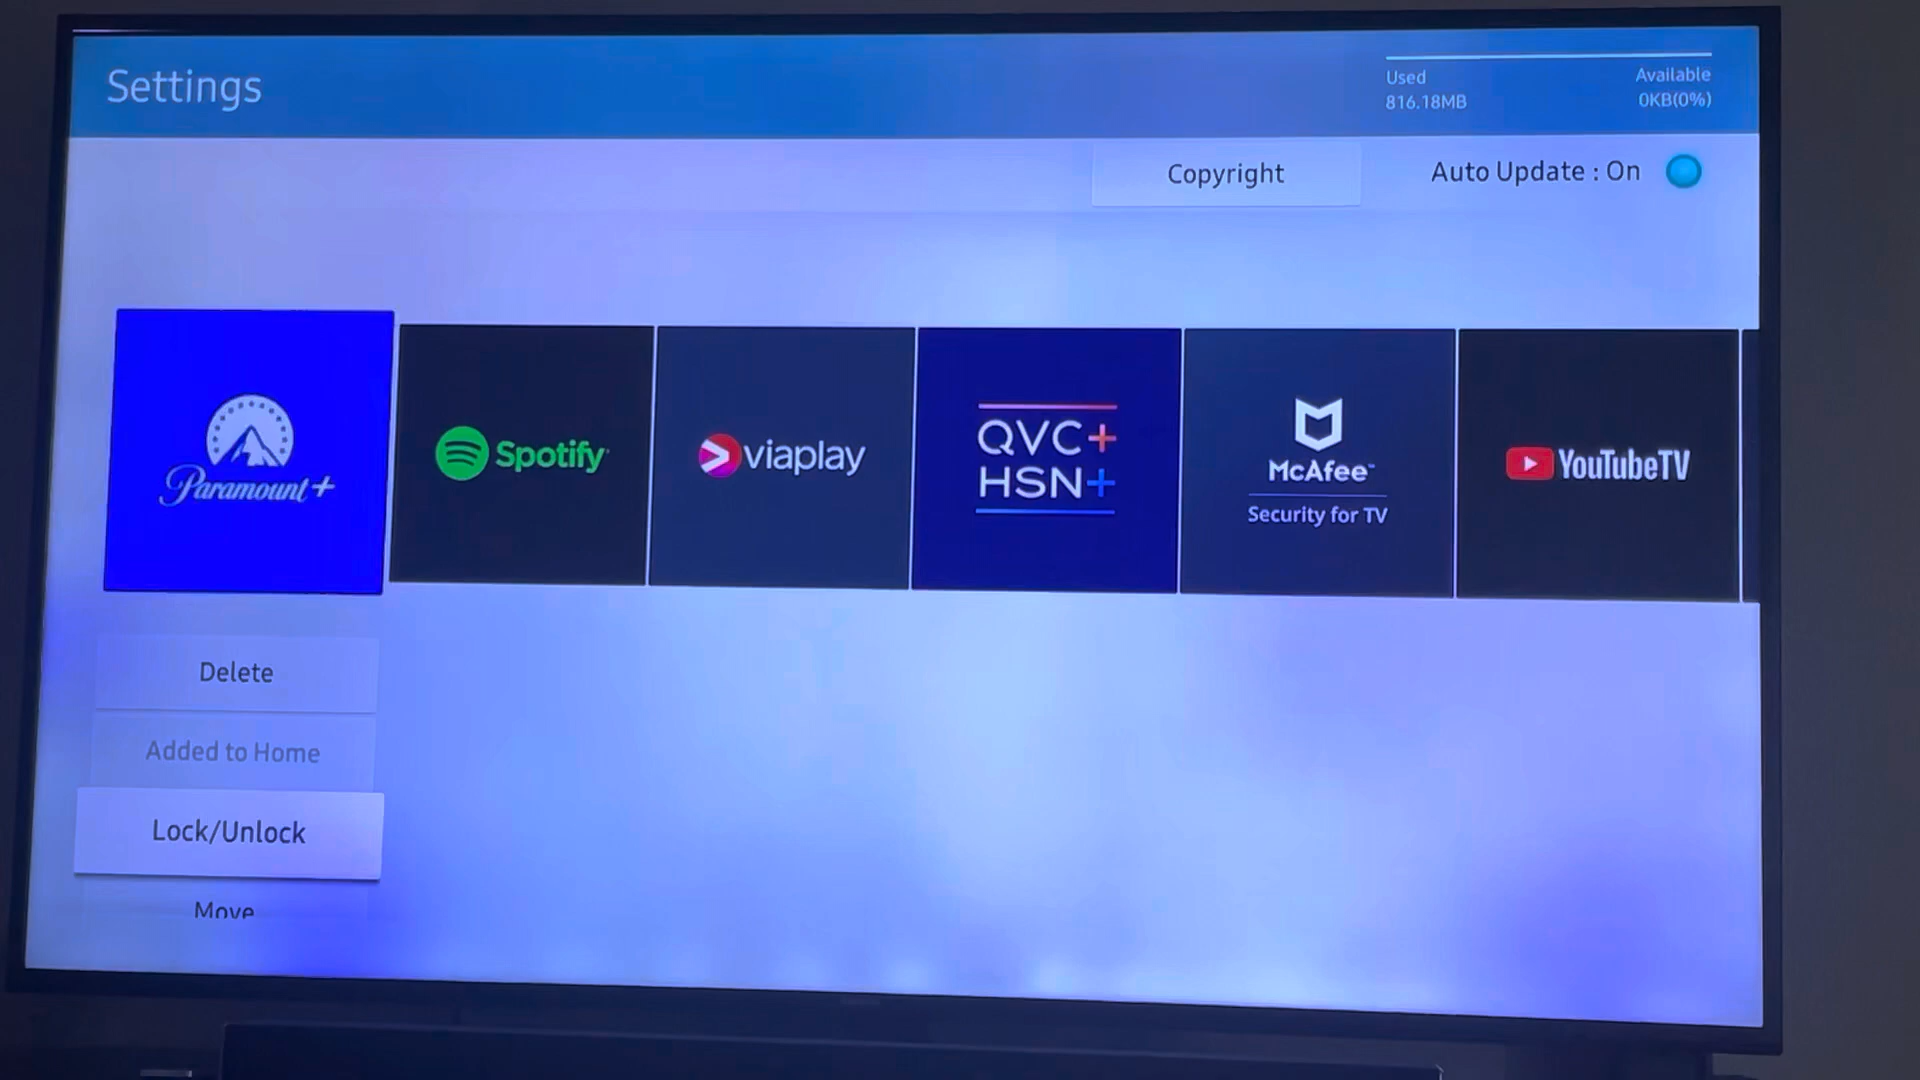 Settings
Used
816.18MB
Available
0KB(0%)
Copyright
Auto Update : On
Paramount+
Spotify
viaplay
QVC+
HSN+
McAfee™
Security for TV
YouTubeTV
Delete
Added to Home
Lock/Unlock
Move